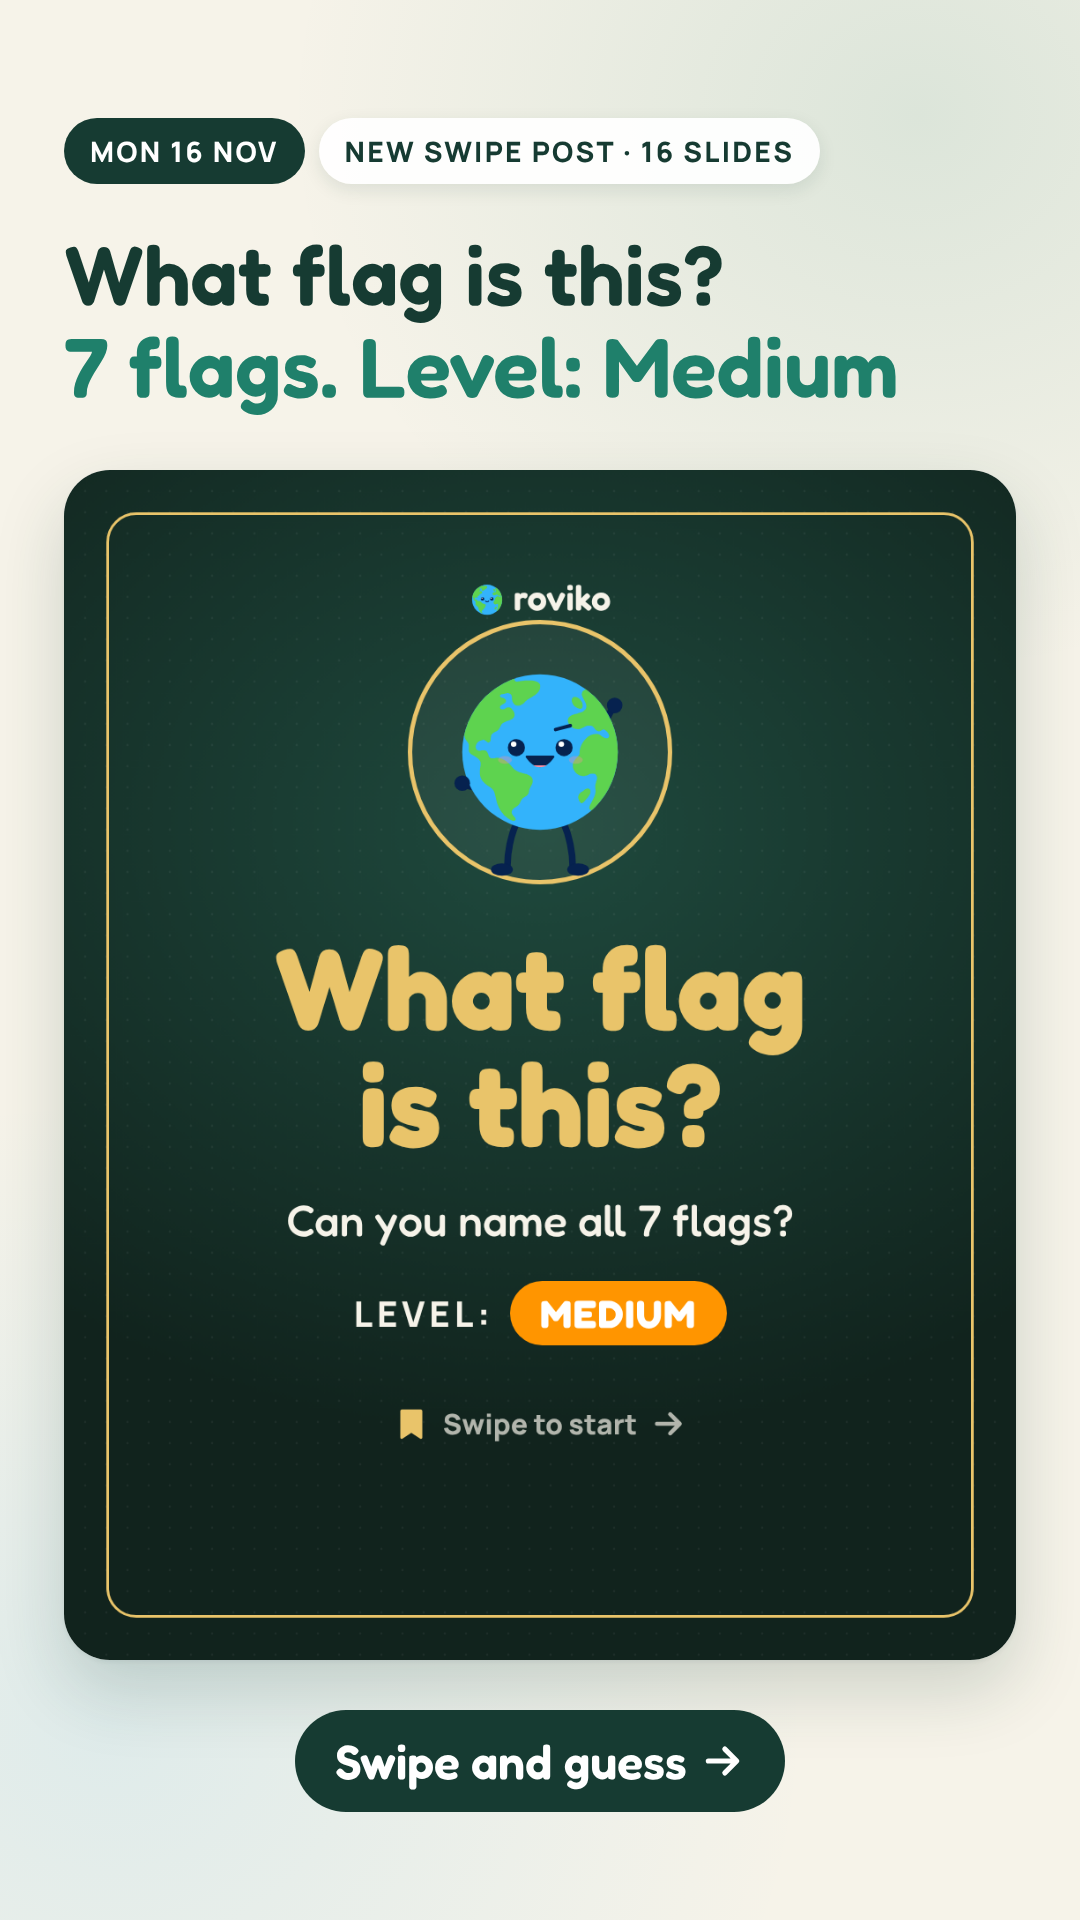 MON 16 NOV
NEW SWIPE POST · 16 SLIDES
What flag is this?
7 flags. Level: Medium
roviko
What flag
is this?
Can you name all 7 flags?
LEVEL: MEDIUM
Swipe to start →
Swipe and guess →